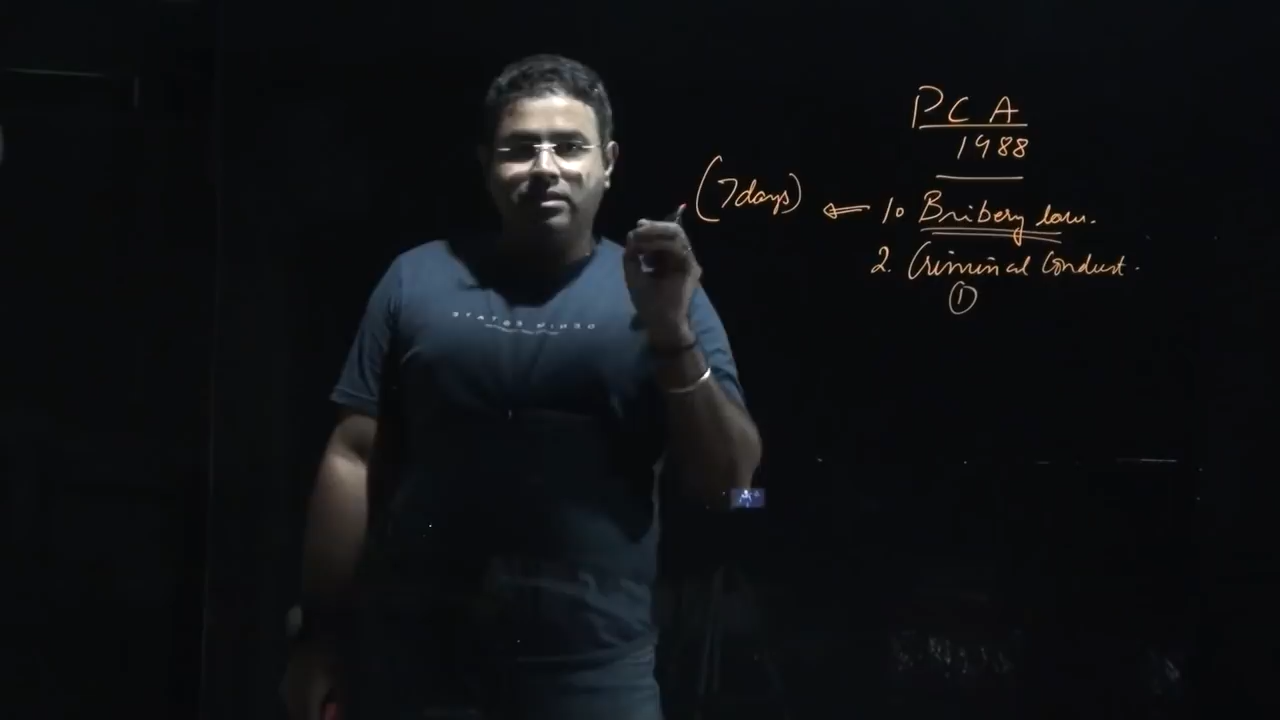 PCA
1988
(7days) ⇐ 1. Bribery law.
2. Criminal Conduct.
①